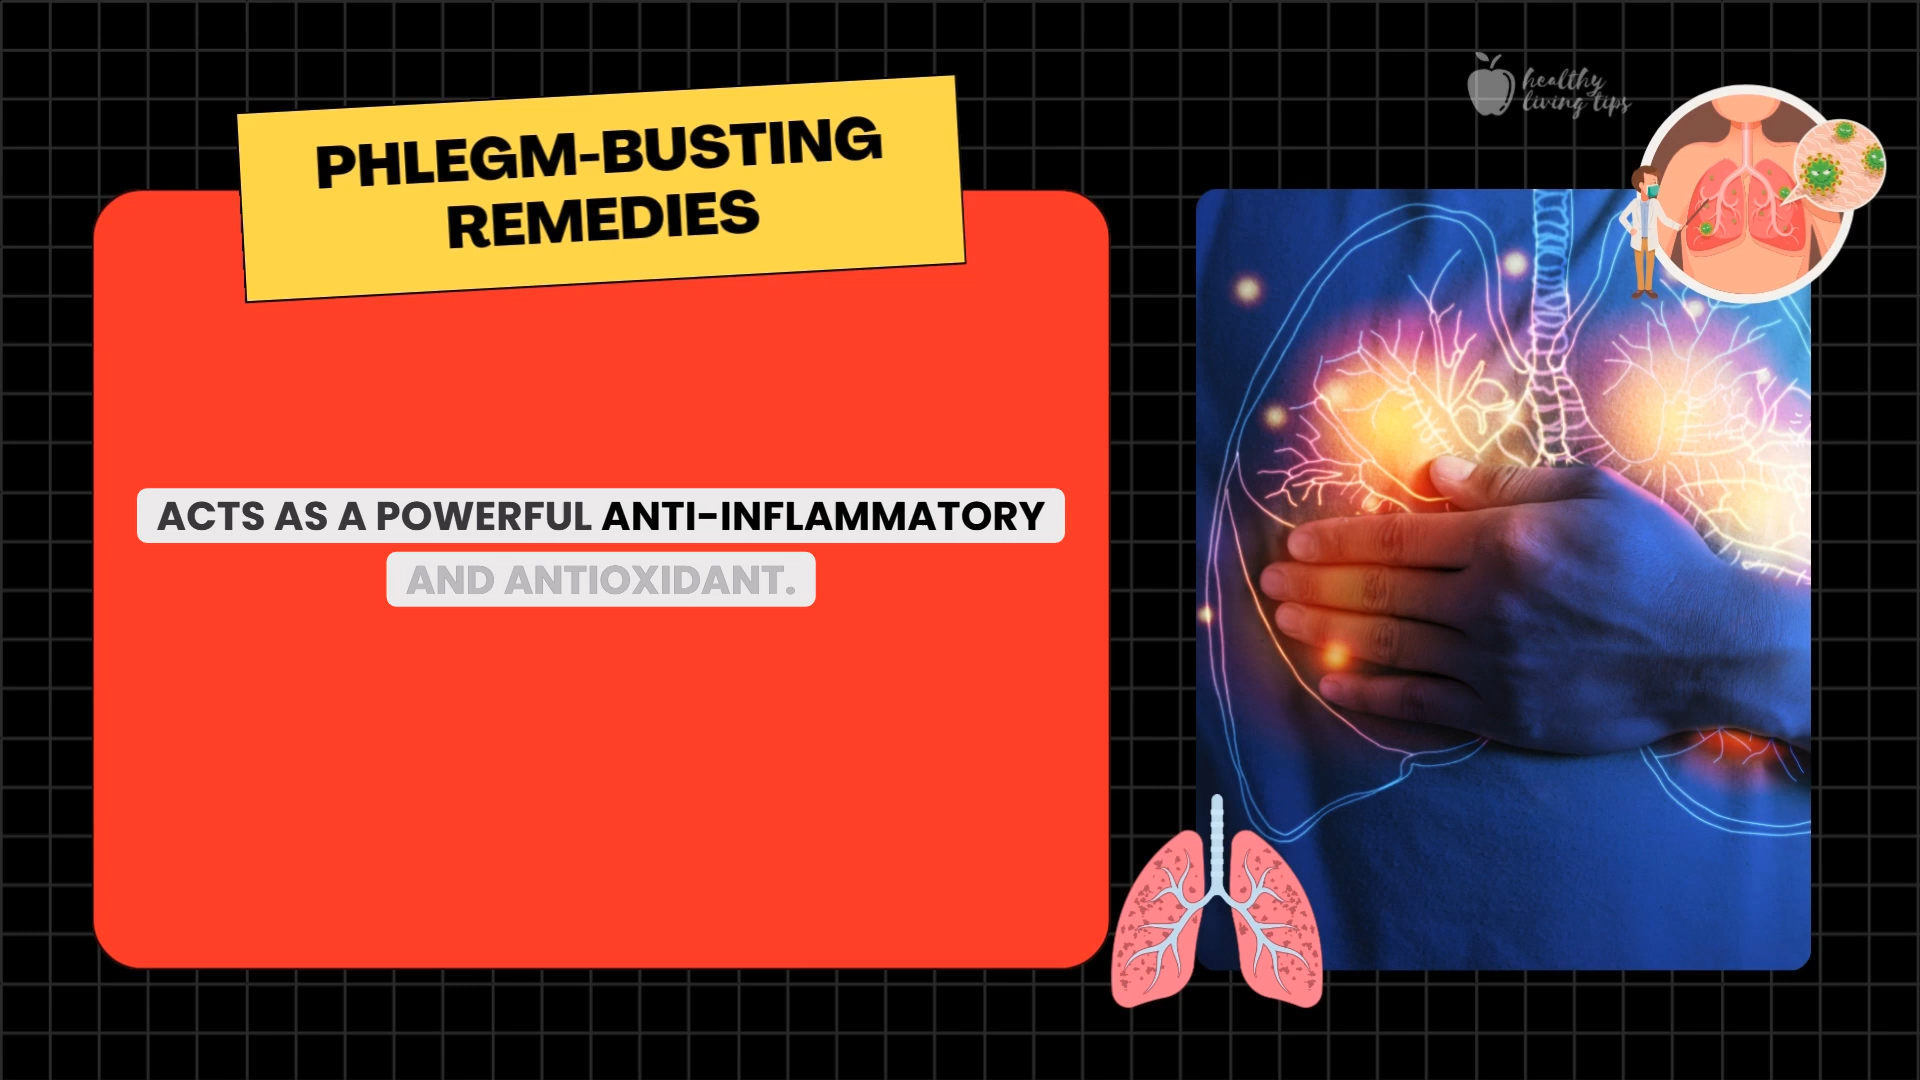 healthy
living tips
PHLEGM-BUSTING
REMEDIES
ACTS AS A POWERFUL ANTI-INFLAMMATORY
AND ANTIOXIDANT.